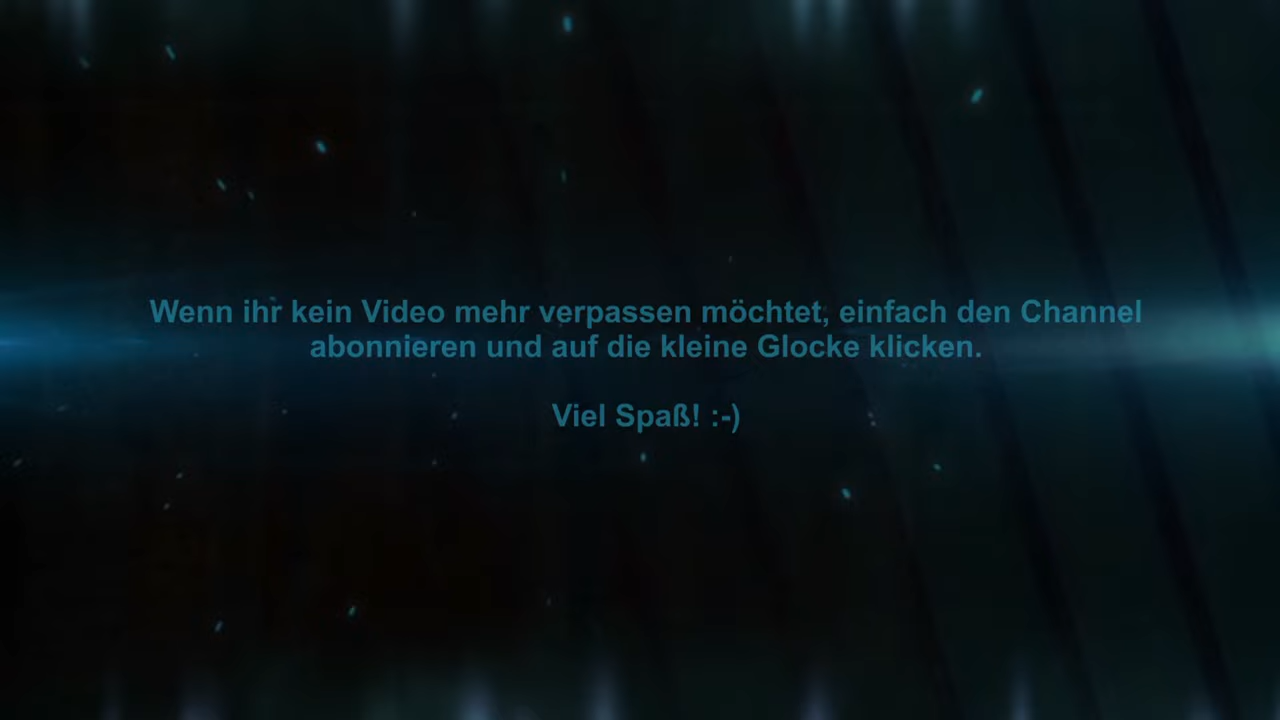 Wenn ihr kein Video mehr verpassen möchtet, einfach den Channel
abonnieren und auf die kleine Glocke klicken.
Viel Spaß! :-)